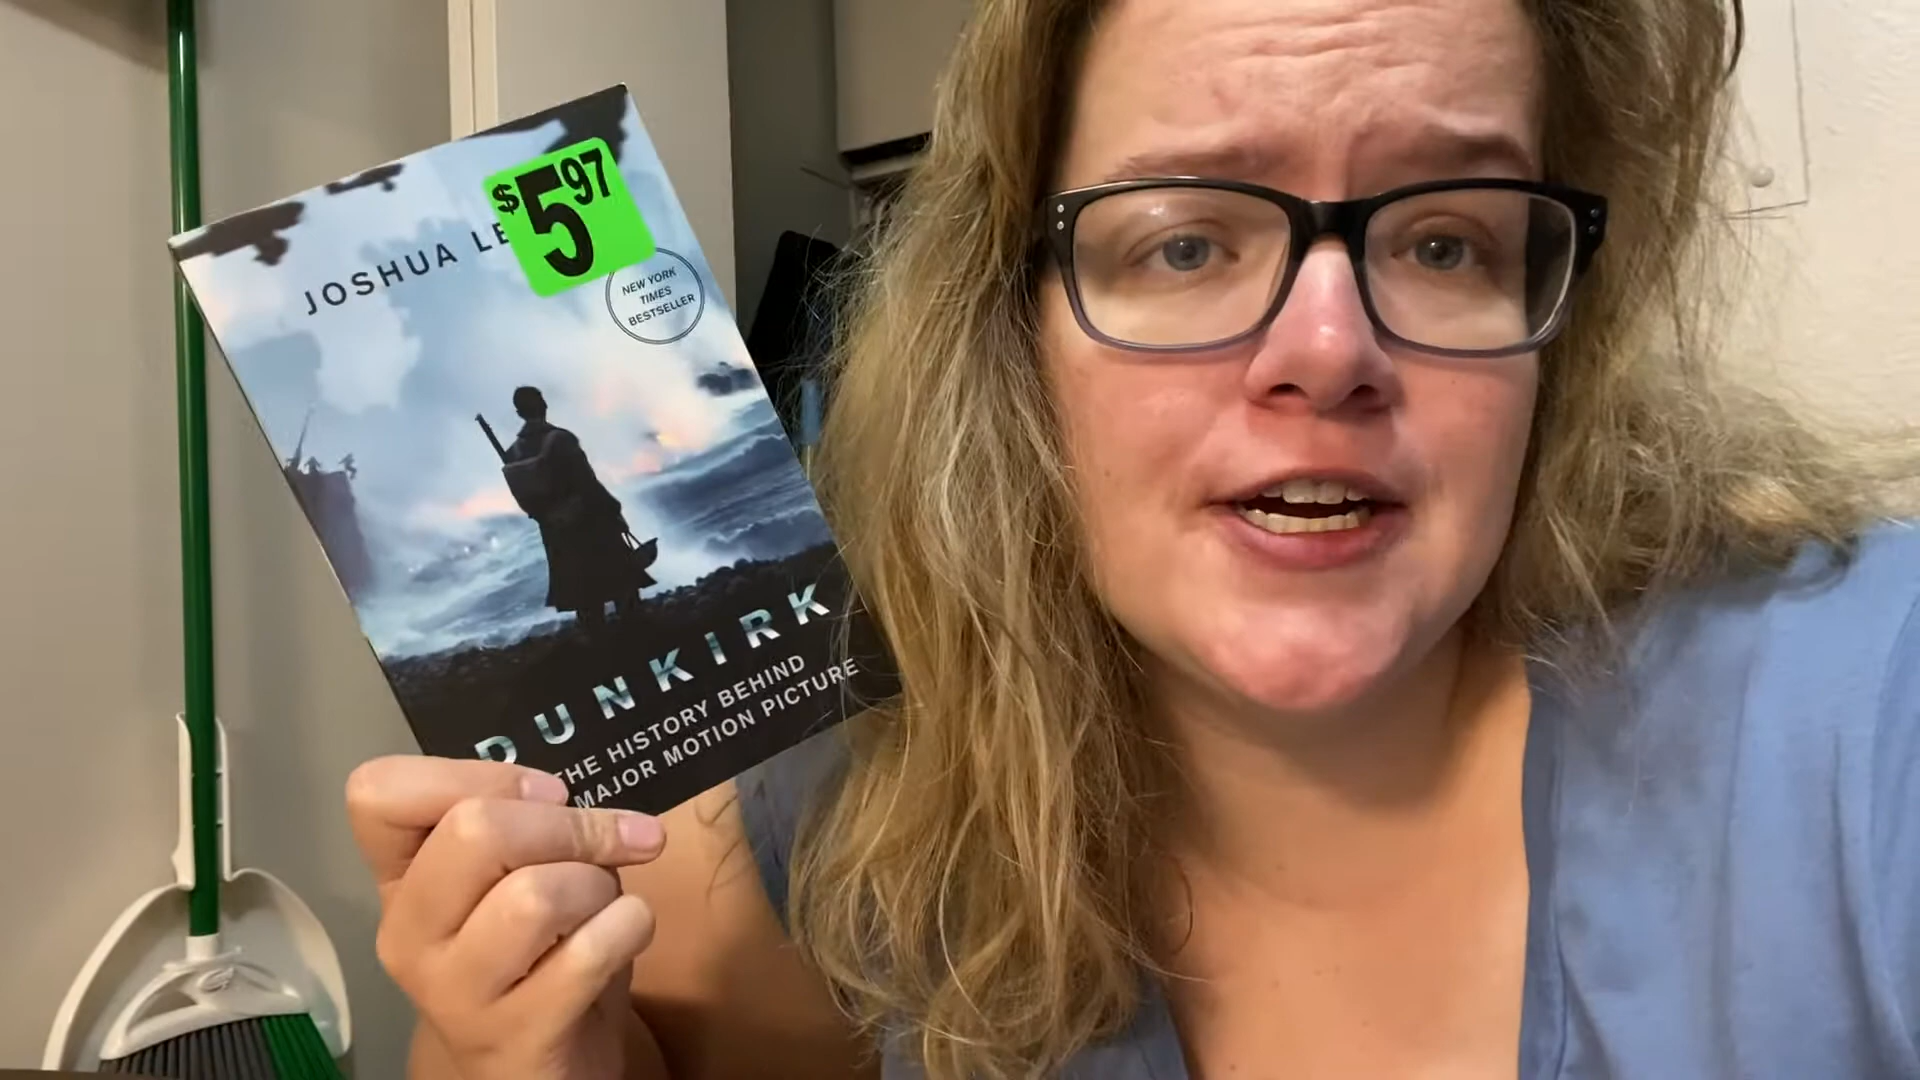 $5.97
JOSHUA LE
NEW YORK
TIMES
BESTSELLER
DUNKIRK
THE HISTORY BEHIND
MAJOR MOTION PICTURE